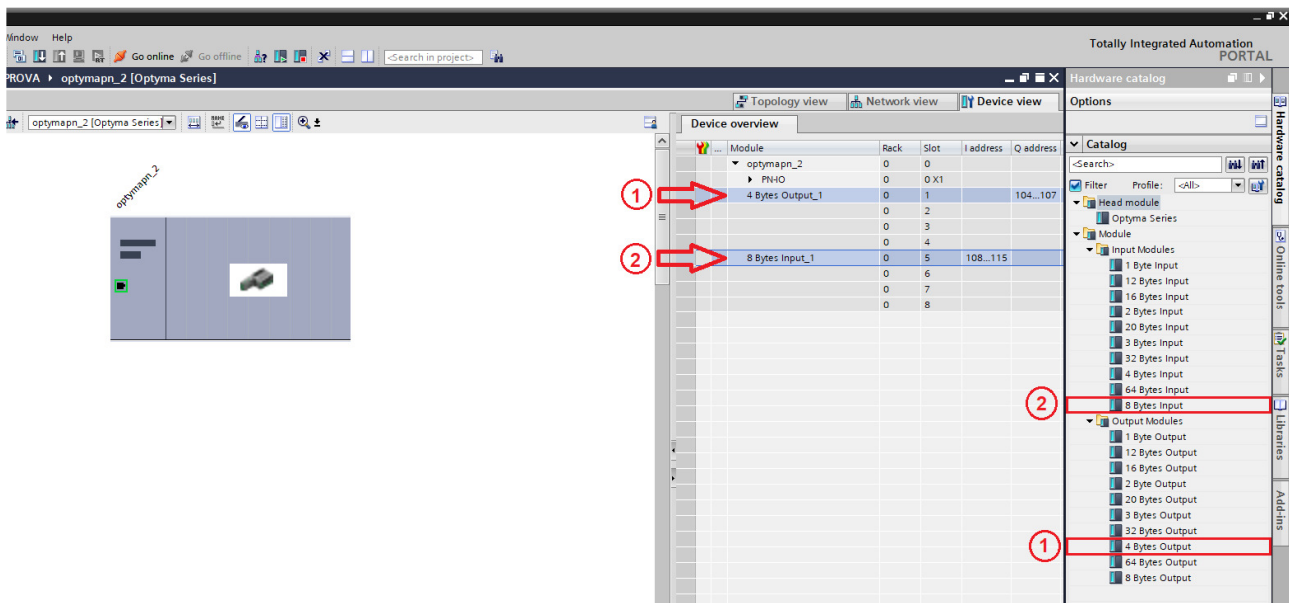 Window Help
Totally Integrated Automation
PORTAL
Go online Go offline <Search in project>
PROVA optymapn_2 [Optyma Series]
Hardware catalog
Topology view Network view Device view
Options
optymapn_2 [Optyma Series]
Device overview
optymapn_2
... Module Rack Slot I address Q address
optymapn_2 0 0
PN-IO 0 0 X1
1
4 Bytes Output_1 0 1 104...107
0 2
0 3
0 4
2
8 Bytes Input_1 0 5 108...115
0 6
0 7
0 8
Catalog
<Search>
Filter Profile: <All>
Head module
Optyma Series
Module
Input Modules
1 Byte Input
12 Bytes Input
16 Bytes Input
2 Bytes Input
20 Bytes Input
3 Bytes Input
32 Bytes Input
4 Bytes Input
64 Bytes Input
2
8 Bytes Input
Output Modules
1 Byte Output
12 Bytes Output
16 Bytes Output
2 Byte Output
20 Bytes Output
3 Bytes Output
32 Bytes Output
1
4 Bytes Output
64 Bytes Output
8 Bytes Output
Hardware catalog
Online tools
Tasks
Libraries
Add-ins